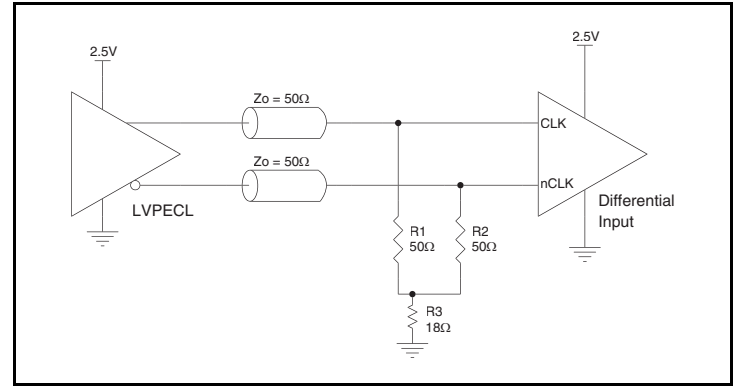 2.5V
2.5V
Zo = 50Ω
CLK
Zo = 50Ω
nCLK
LVPECL
Differential
Input
R1
50Ω
R2
50Ω
R3
18Ω